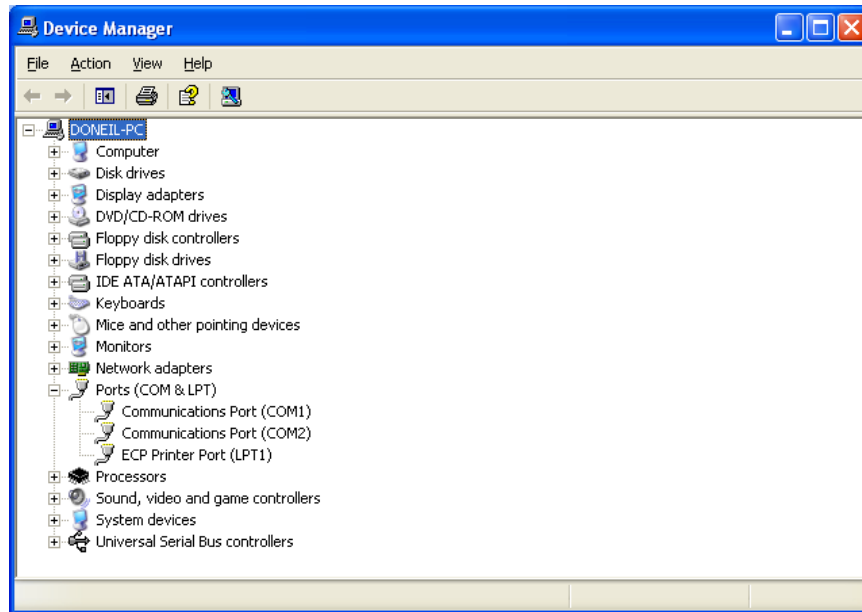 Device Manager
File Action View Help
DONEIL-PC
Computer
Disk drives
Display adapters
DVD/CD-ROM drives
Floppy disk controllers
Floppy disk drives
IDE ATA/ATAPI controllers
Keyboards
Mice and other pointing devices
Monitors
Network adapters
Ports (COM & LPT)
Communications Port (COM1)
Communications Port (COM2)
ECP Printer Port (LPT1)
Processors
Sound, video and game controllers
System devices
Universal Serial Bus controllers